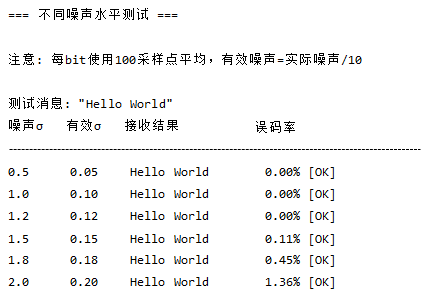 === 不同噪声水平测试 ===
注意: 每bit使用100采样点平均，有效噪声=实际噪声/10
测试消息: "Hello World"
噪声σ 有效σ 接收结果 误码率
--------------------------------------------------------------------------------
0.5 0.05 Hello World 0.00% [OK]
1.0 0.10 Hello World 0.00% [OK]
1.2 0.12 Hello World 0.00% [OK]
1.5 0.15 Hello World 0.11% [OK]
1.8 0.18 Hello World 0.45% [OK]
2.0 0.20 Hello World 1.36% [OK]